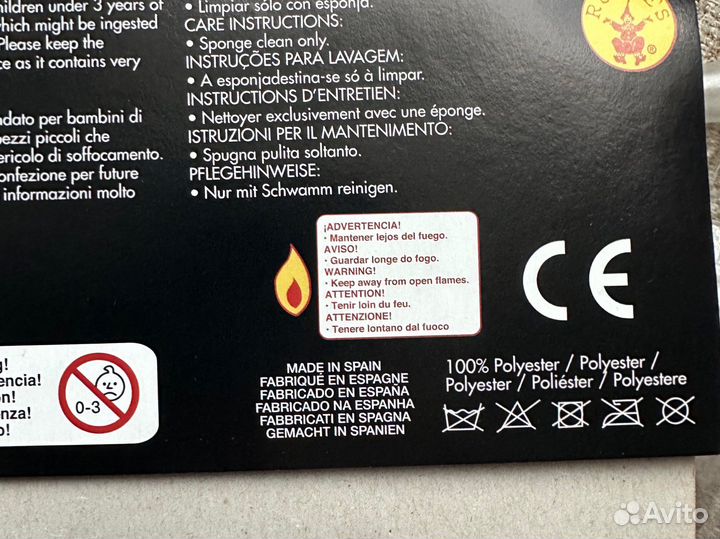 children under 3 years of
which might be ingested
Please keep the
as it contains very
per bambini di
pezzi piccoli che
pericolo di soffocamento.
confezione per future
informazioni molto
• Limpiar sólo con esponja.
CARE INSTRUCTIONS:
• Sponge clean only.
INSTRUÇÕES PARA LAVAGEM:
• A esponjadestina-se só à limpar.
INSTRUCTIONS D'ENTRETIEN:
• Nettoyer exclusivement avec une éponge.
ISTRUZIONI PER IL MANTENIMENTO:
• Spugna pulita soltanto.
PFLEGEHINWEISE:
• Nur mit Schwamm reinigen.
®
¡ADVERTENCIA!
• Mantener lejos del fuego.
AVISO!
• Guardar longe do fogo.
WARNING!
• Keep away from open flames.
ATTENTION!
• Tenir loin du feu.
ATTENZIONE!
• Tenere lontano dal fuoco
CE
0-3
MADE IN SPAIN
FABRIQUÉ EN ESPAGNE
FABRICADO EN ESPAÑA
FABRICADO NA ESPANHA
FABBRICATI EN SPAGNA
GEMACHT IN SPANIEN
100% Polyester / Polyester /
Polyester / Poliéster / Polyestere
Avito